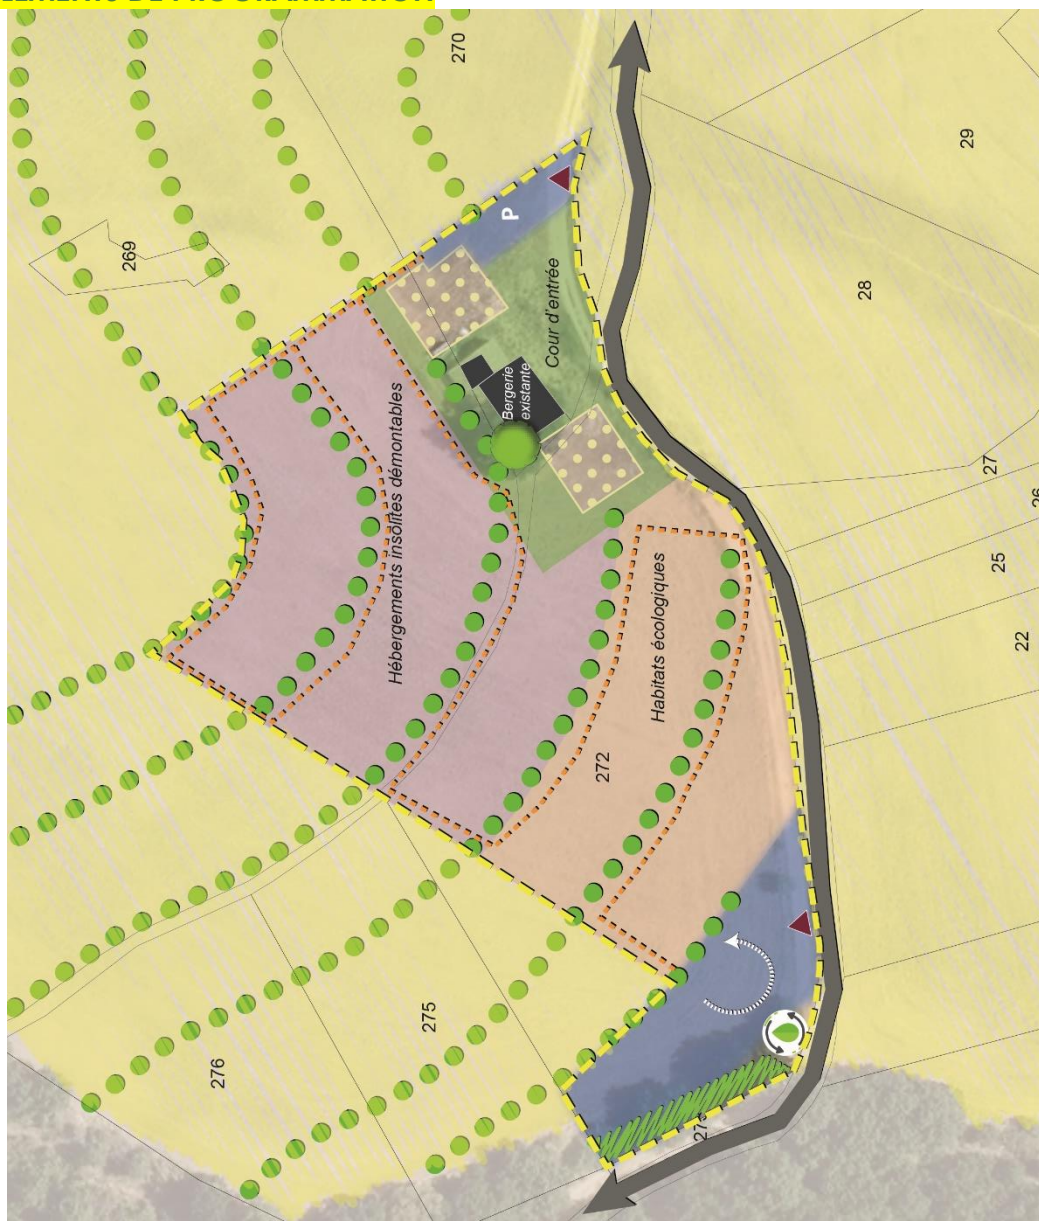 270
269
29
28
P
Cour d'entrée
Bergerie
existante
Hébergements insolites démontables
27
25
22
Habitats écologiques
272
275
276